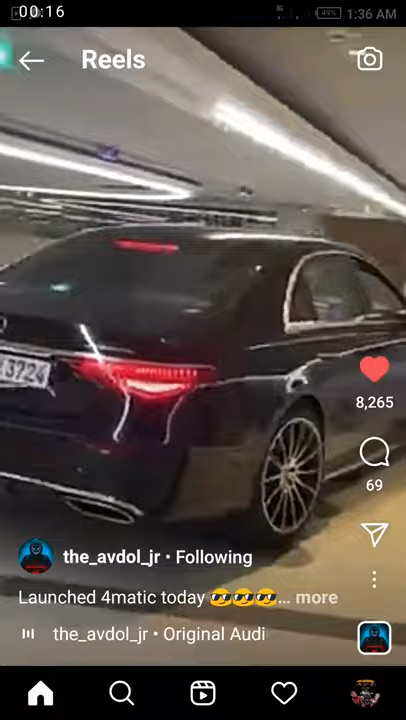 00:16
49%
1:36 AM
Reels
3224
8,265
69
the_avdol_jr • Following
Launched 4matic today 😎😎😎... more
the_avdol_jr • Original Audi